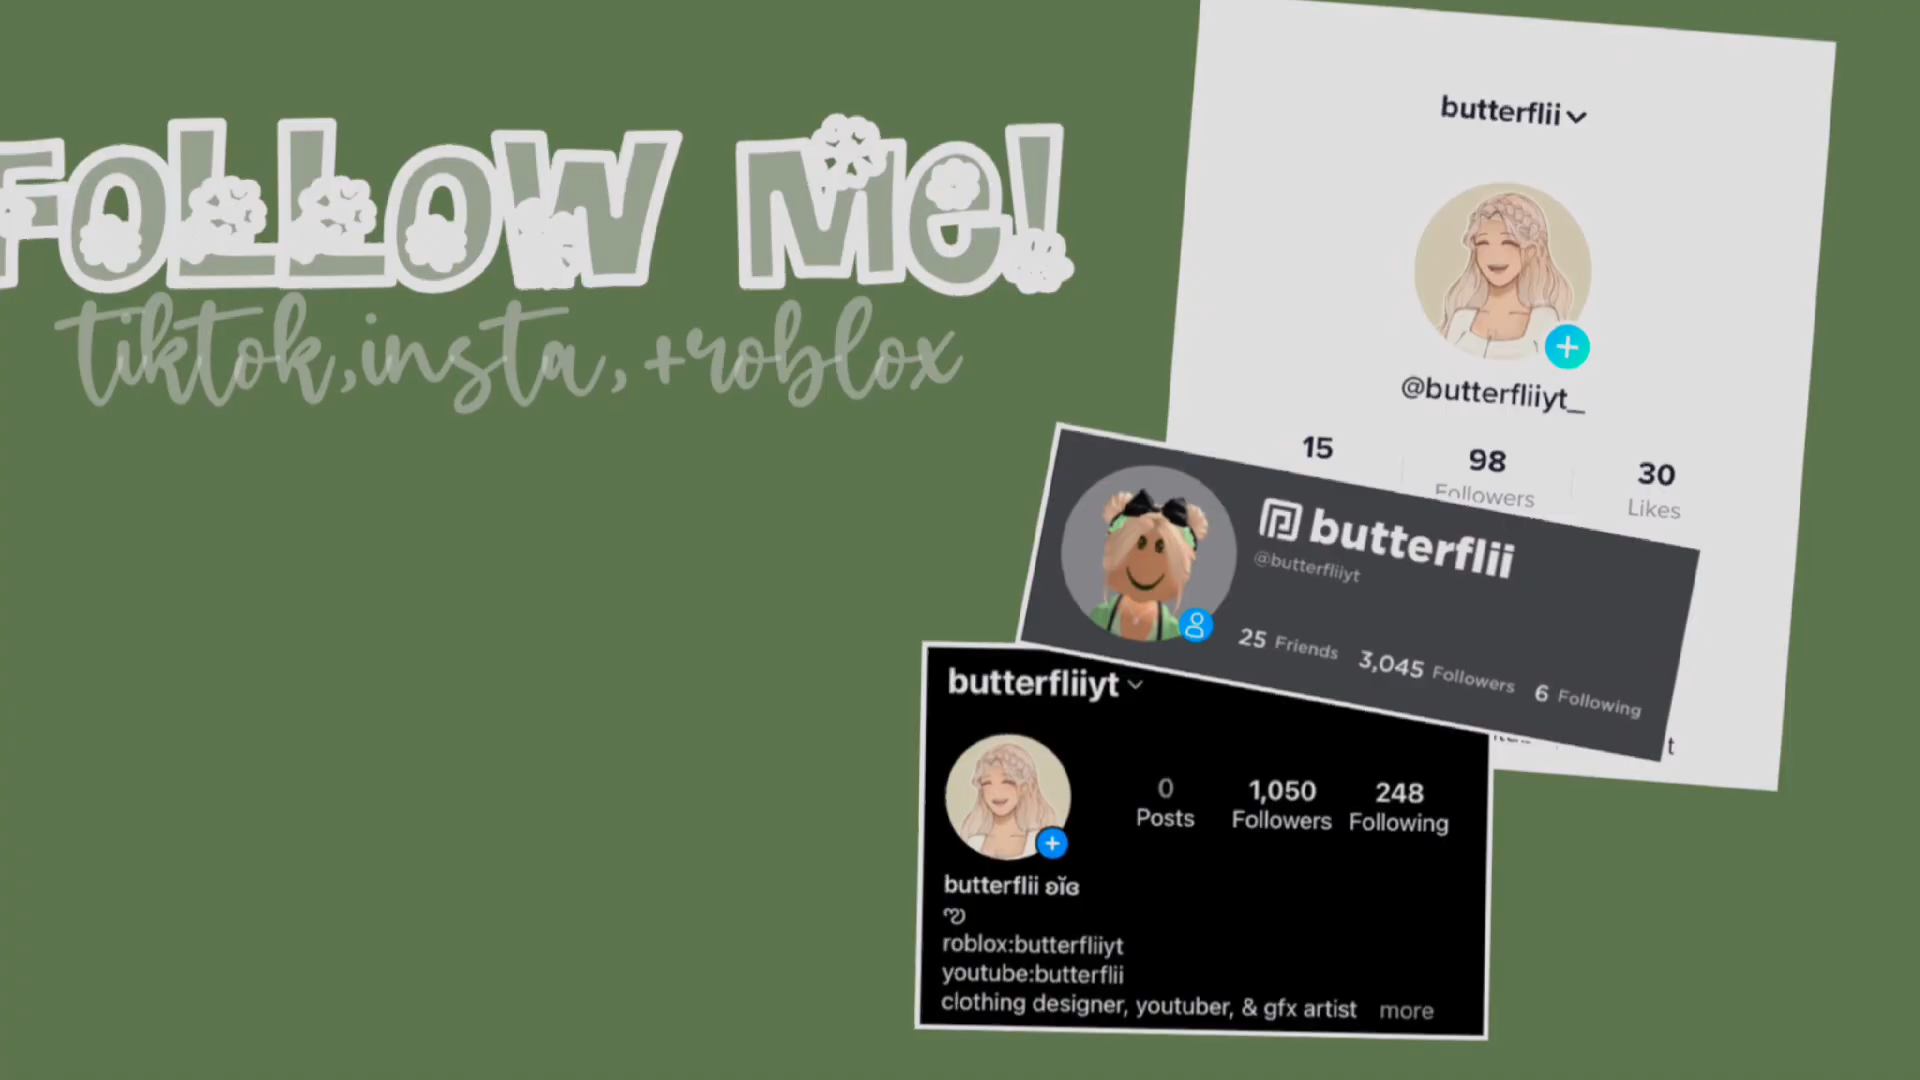 FOLLOW ME!
tiktok,insta,+roblox
butterflii
@butterfliiyt_
15
98
30
Followers
Likes
butterflii
@butterfliiyt
25 Friends 3,045 Followers 6 Following
butterfliiyt
0
1,050
248
Posts
Followers
Following
butterflii ʚĭɞ
ෆ
roblox:butterfliiyt
youtube:butterflii
clothing designer, youtuber, & gfx artist more